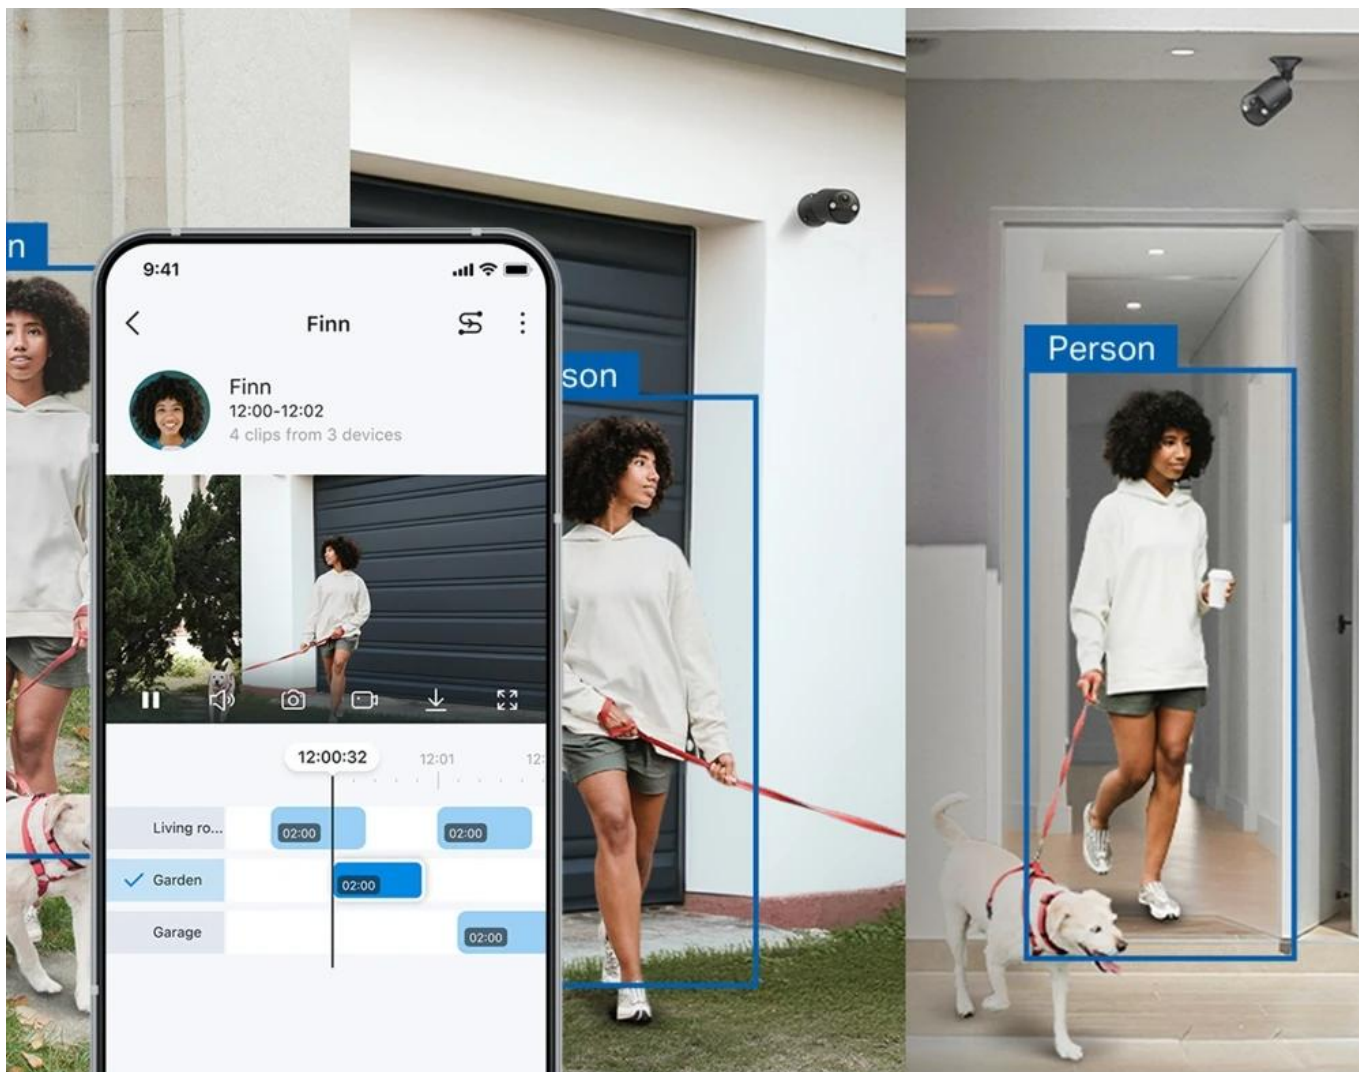 n
9:41
Finn
Finn
12:00-12:02
4 clips from 3 devices
son
Person
12:00:32
12:01
12:
Living ro...
02:00
02:00
Garden
02:00
Garage
02:00